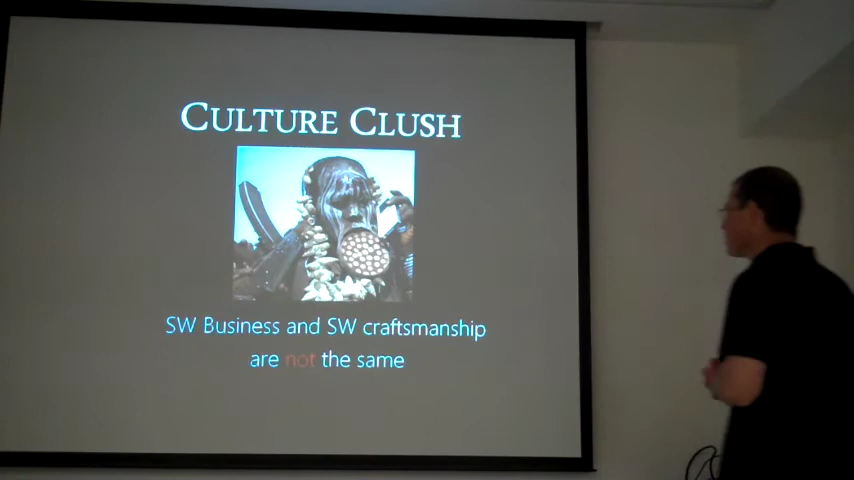 CULTURE CLUSH
SW Business and SW craftsmanship
are not the same